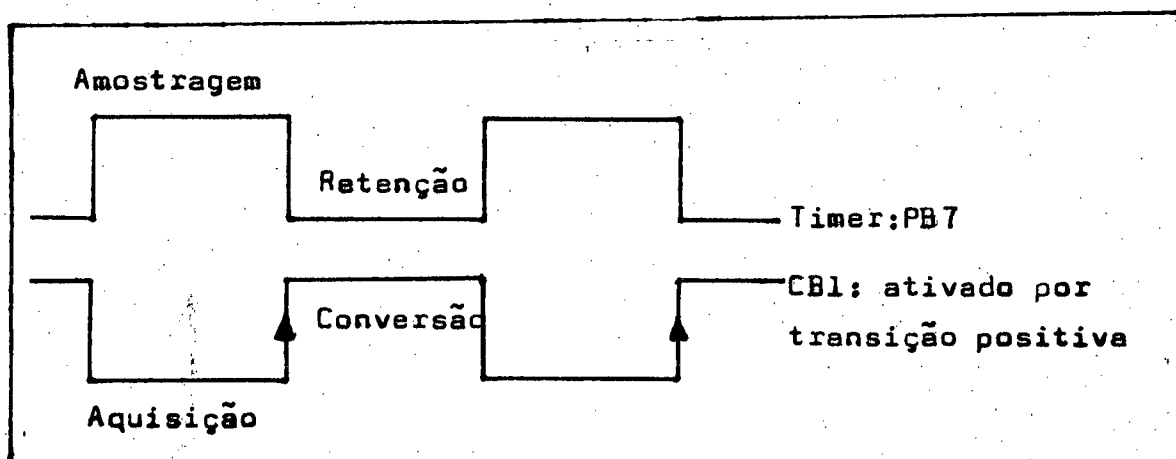 Amostragem
Retenção
Timer:PB7
Conversão
CB1: ativado por
transição positiva
Aquisição